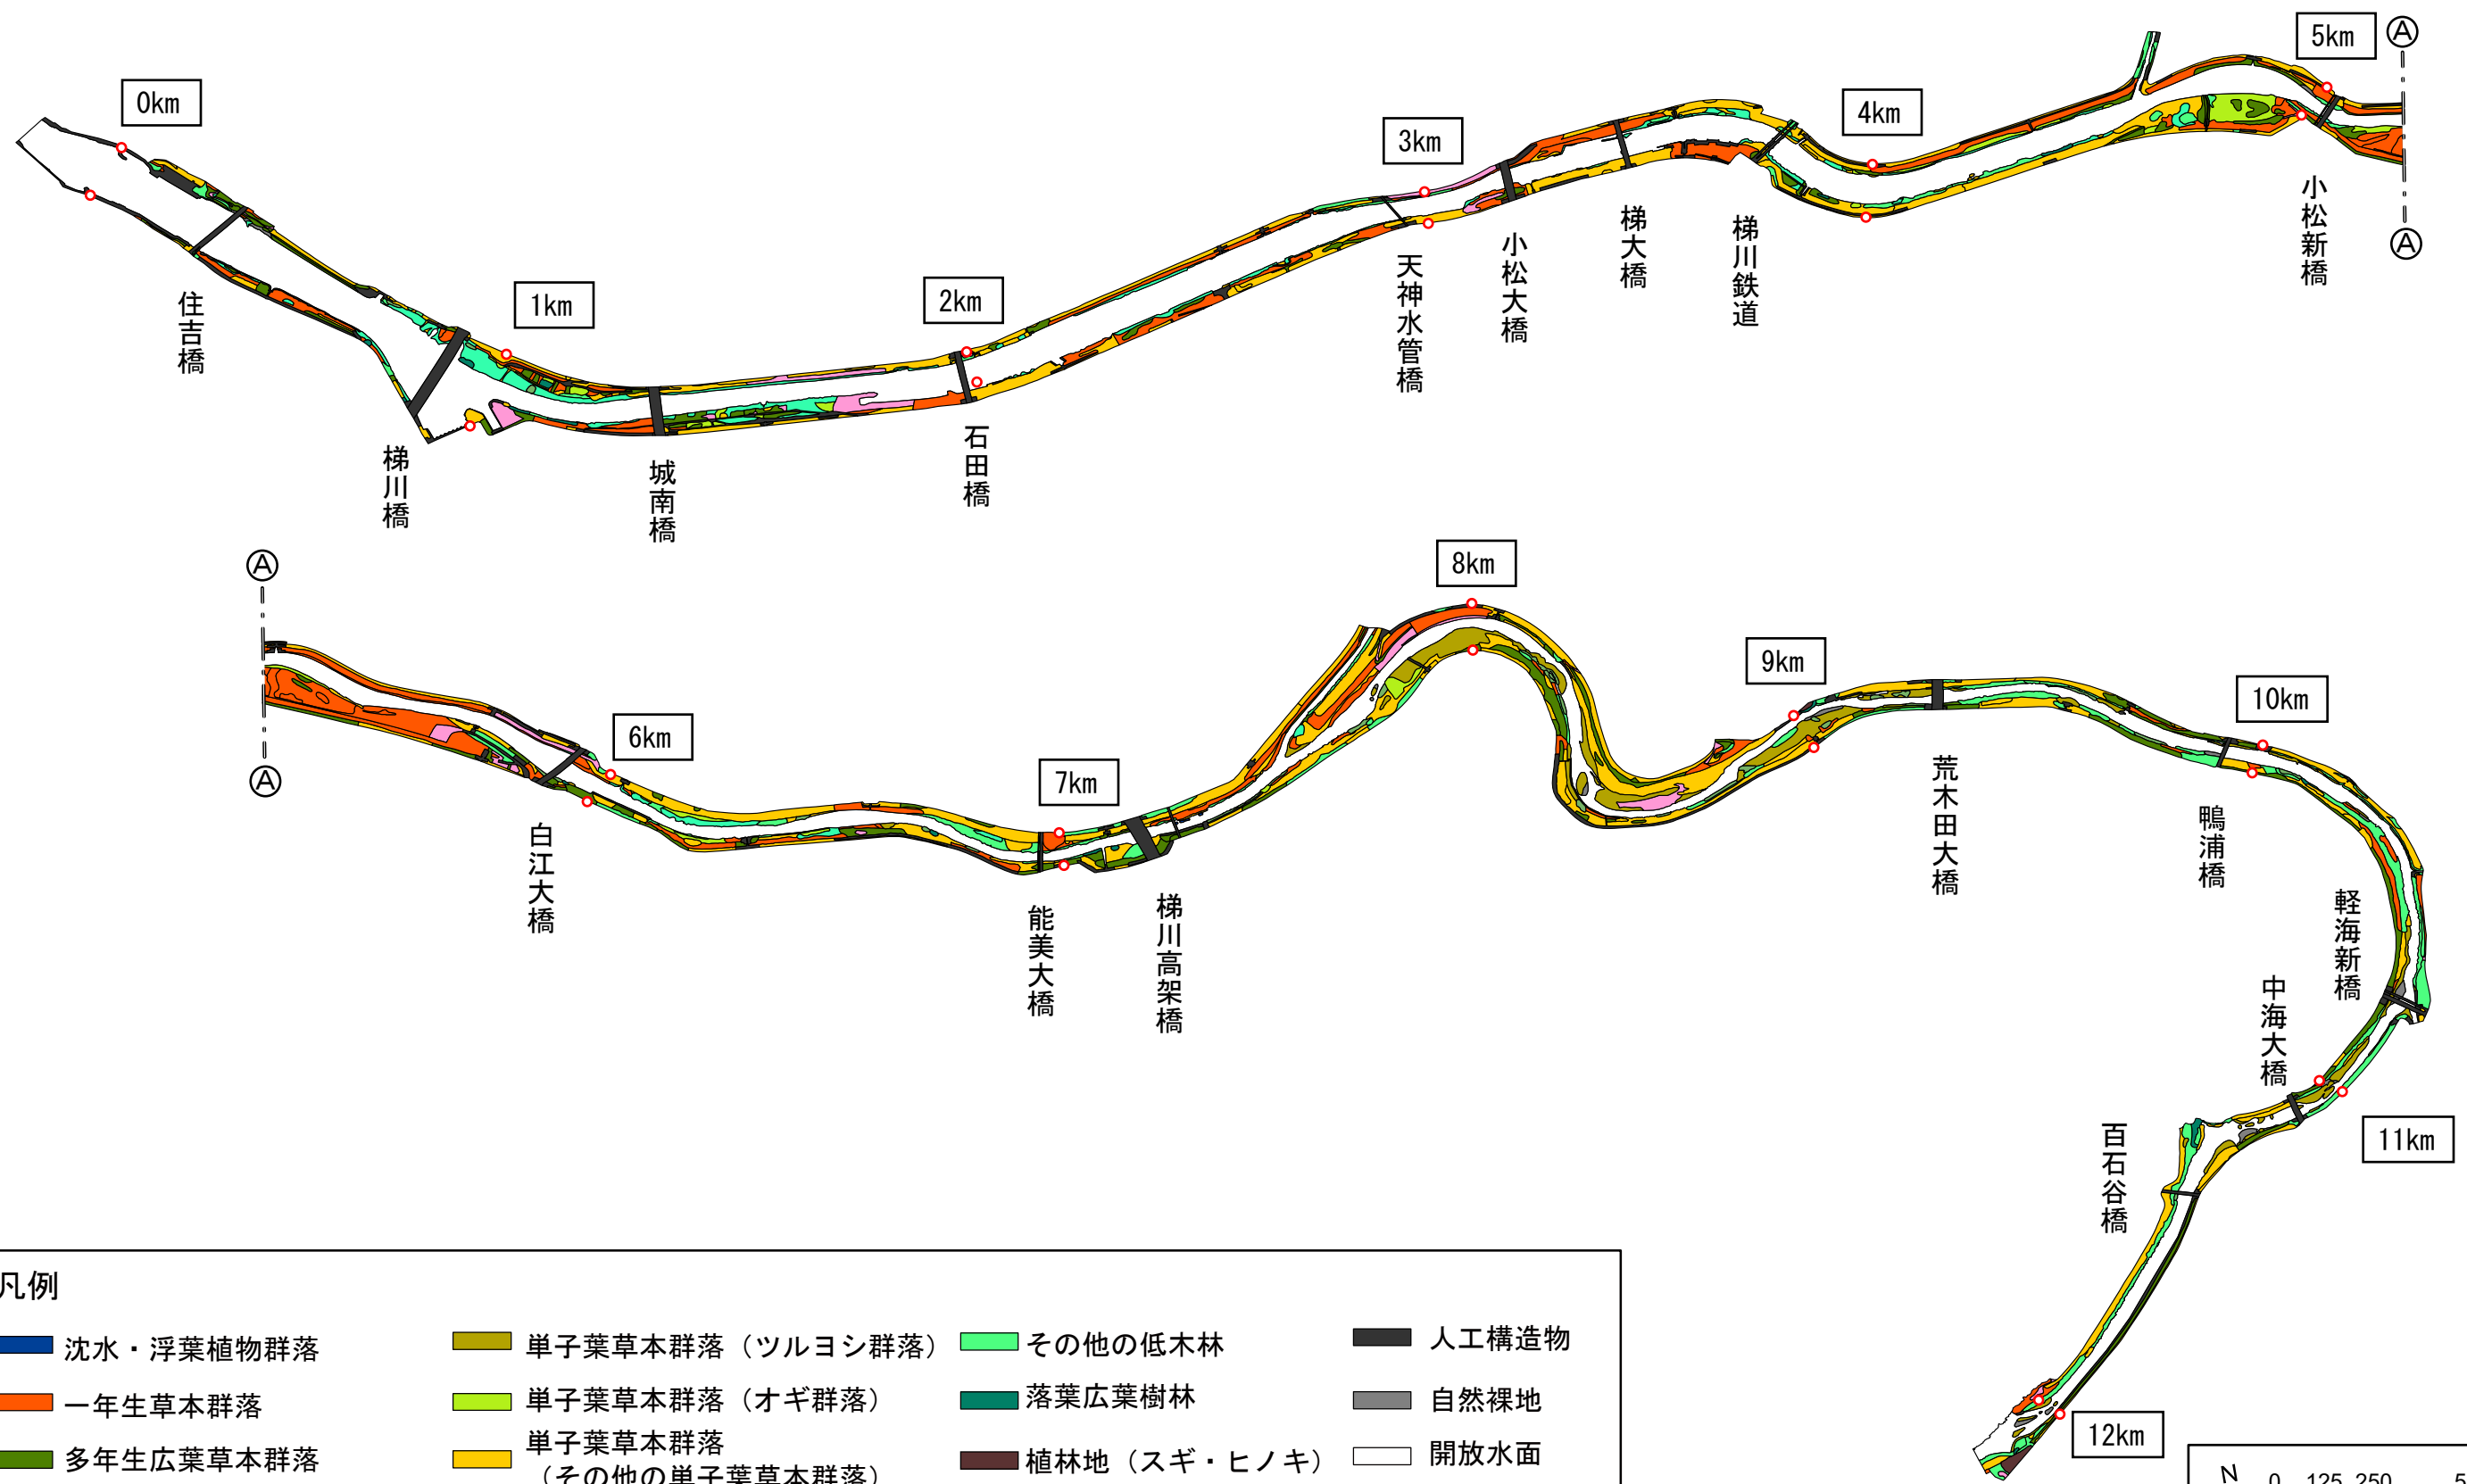 0km
1km
2km
3km
4km
5km
Ⓐ
Ⓐ
住吉橋
梯川橋
城南橋
石田橋
天神水管橋
小松大橋
梯大橋
梯川鉄道
小松新橋
Ⓐ
Ⓐ
6km
7km
8km
9km
10km
11km
12km
白江大橋
能美大橋
梯川高架橋
荒木田大橋
鴨浦橋
軽海新橋
中海大橋
百石谷橋
凡例
沈水・浮葉植物群落
一年生草本群落
多年生広葉草本群落
単子葉草本群落（ツルヨシ群落）
単子葉草本群落（オギ群落）
単子葉草本群落
（その他の単子葉草本群落）
その他の低木林
落葉広葉樹林
植林地（スギ・ヒノキ）
人工構造物
自然裸地
開放水面
N
0 125 250 5